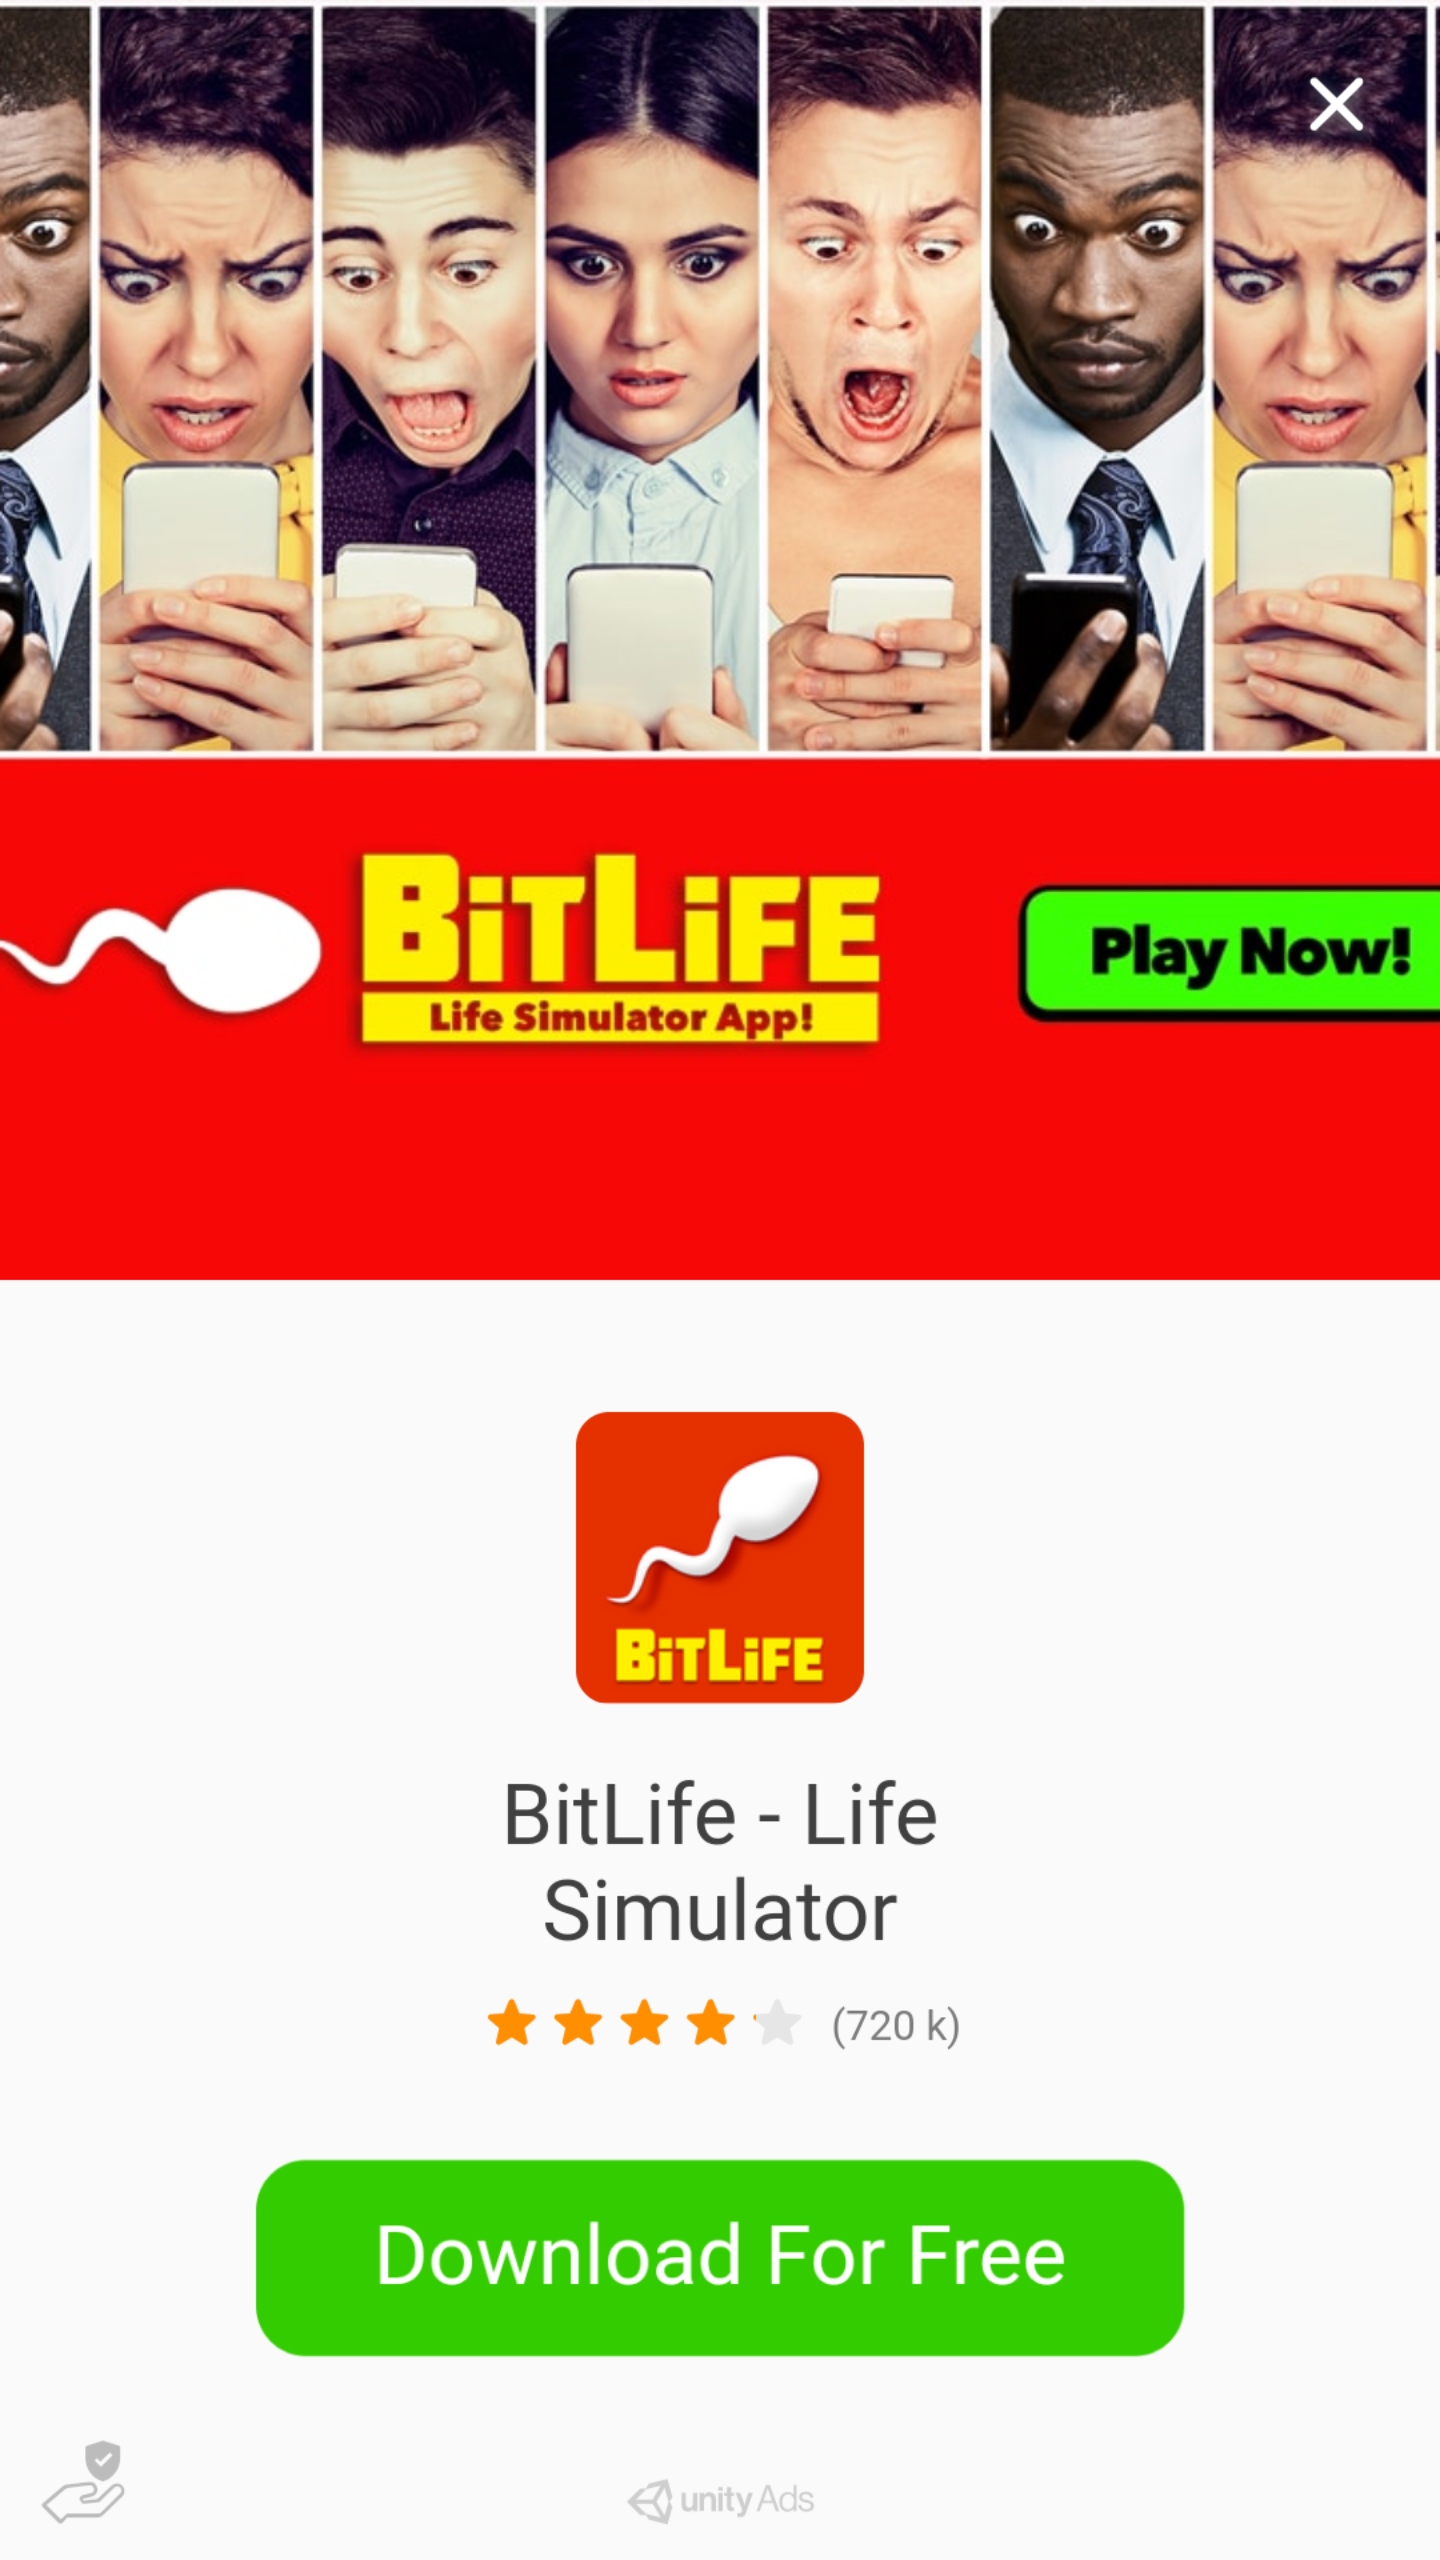 BiTLiFE
Life Simulator App!
Play Now!
BiTLiFE
BitLife - Life
Simulator
(720 k)
Download For Free
unity Ads